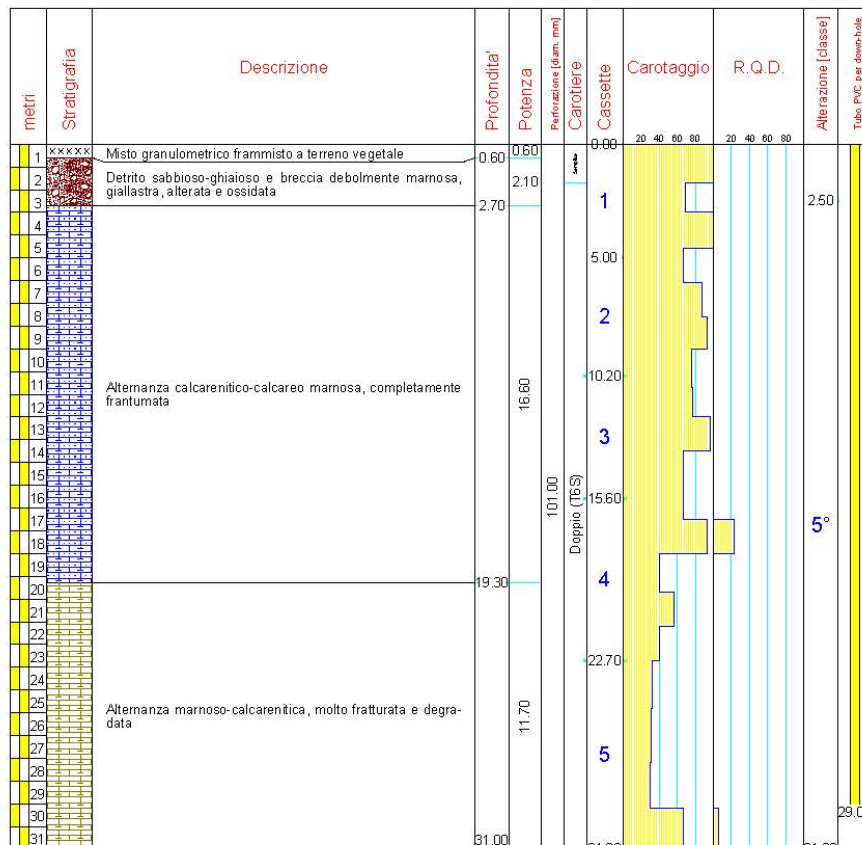 metri
Stratigrafia
Descrizione
Profondita'
Potenza
Perforazione [diam. mm]
Carotiere
Cassette
Carotaggio
R.Q.D.
Alterazione [classe]
Tubo PVC per down-hole
20 40 60 80
20 40 60 80
1
2
3
4
5
6
7
8
9
10
11
12
13
14
15
16
17
18
19
20
21
22
23
24
25
26
27
28
29
30
31
xxxxx
Misto granulometrico frammisto a terreno vegetale
Detrito sabbioso-ghiaioso e breccia debolmente marnosa,
giallastra, alterata e ossidata
Alternanza calcarenitico-calcareo marnosa, completamente
frantumata
Alternanza marnoso-calcarenitica, molto fratturata e degra-
data
0.60
2.70
19.30
31.00
0.60
2.10
16.60
11.70
101.00
Doppio (T6S)
0.00
1
5.00
2
10.20
3
15.60
4
22.70
5
2.50
5°
29.0